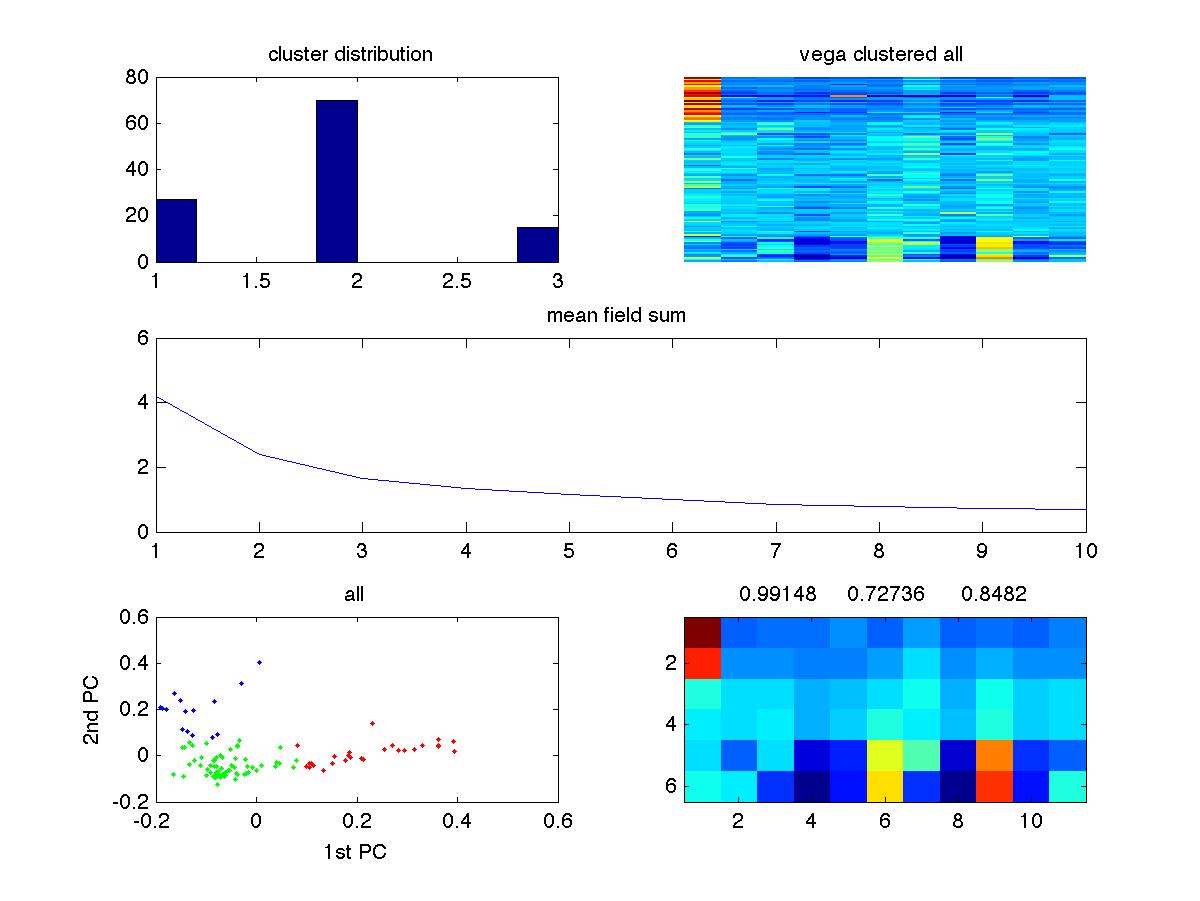 cluster distribution
80
60
40
20
0
1 1.5 2 2.5 3
vega clustered all
mean field sum
6
4
2
0
1 2 3 4 5 6 7 8 9 10
all
0.6
0.4
0.2
0
-0.2
2nd PC
-0.2 0 0.2 0.4 0.6
1st PC
0.99148 0.72736 0.8482
2
4
6
2 4 6 8 10